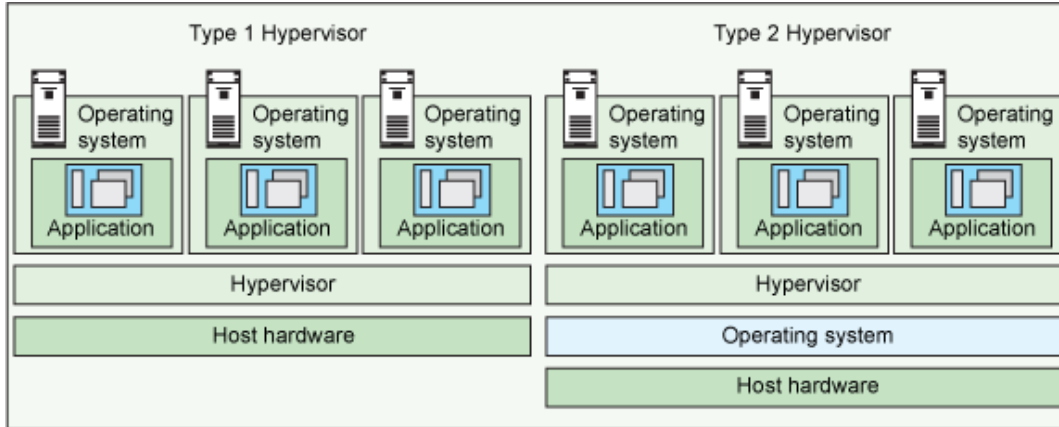 Type 1 Hypervisor
Operating
system
Application
Operating
system
Application
Operating
system
Application
Hypervisor
Host hardware
Type 2 Hypervisor
Operating
system
Application
Operating
system
Application
Operating
system
Application
Hypervisor
Operating system
Host hardware